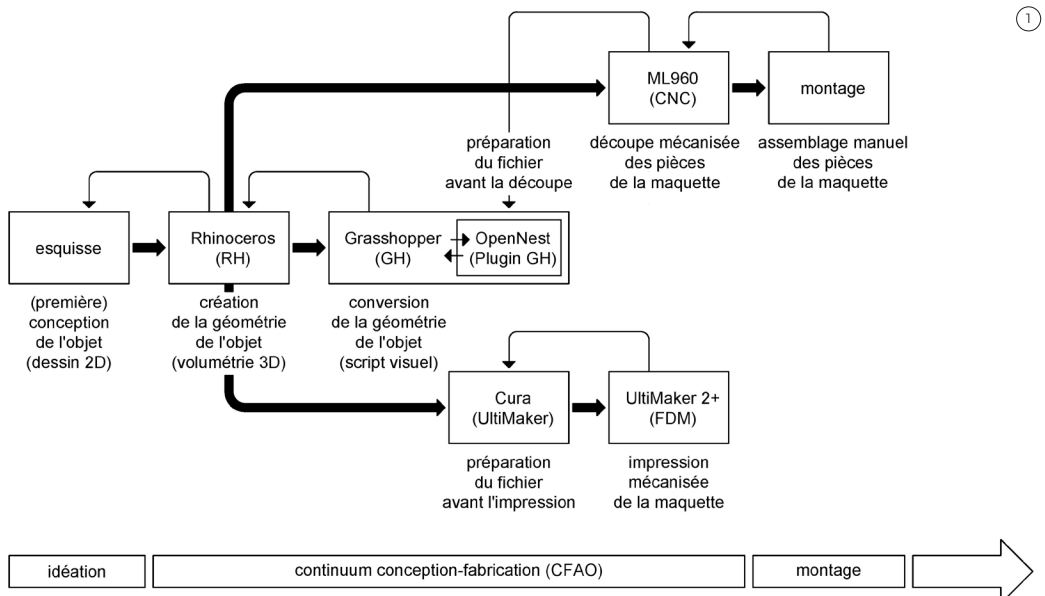 1
ML960
(CNC)
montage
préparation
du fichier
avant la découpe
découpe mécanisée
des pièces
de la maquette
assemblage manuel
des pièces
de la maquette
esquisse
Rhinoceros
(RH)
Grasshopper
(GH)
OpenNest
(Plugin GH)
(première)
conception
de l'objet
(dessin 2D)
création
de la géométrie
de l'objet
(volumétrie 3D)
conversion
de la géométrie
de l'objet
(script visuel)
Cura
(UltiMaker)
UltiMaker 2+
(FDM)
préparation
du fichier
avant l'impression
impression
mécanisée
de la maquette
idéation
continuum conception-fabrication (CFAO)
montage